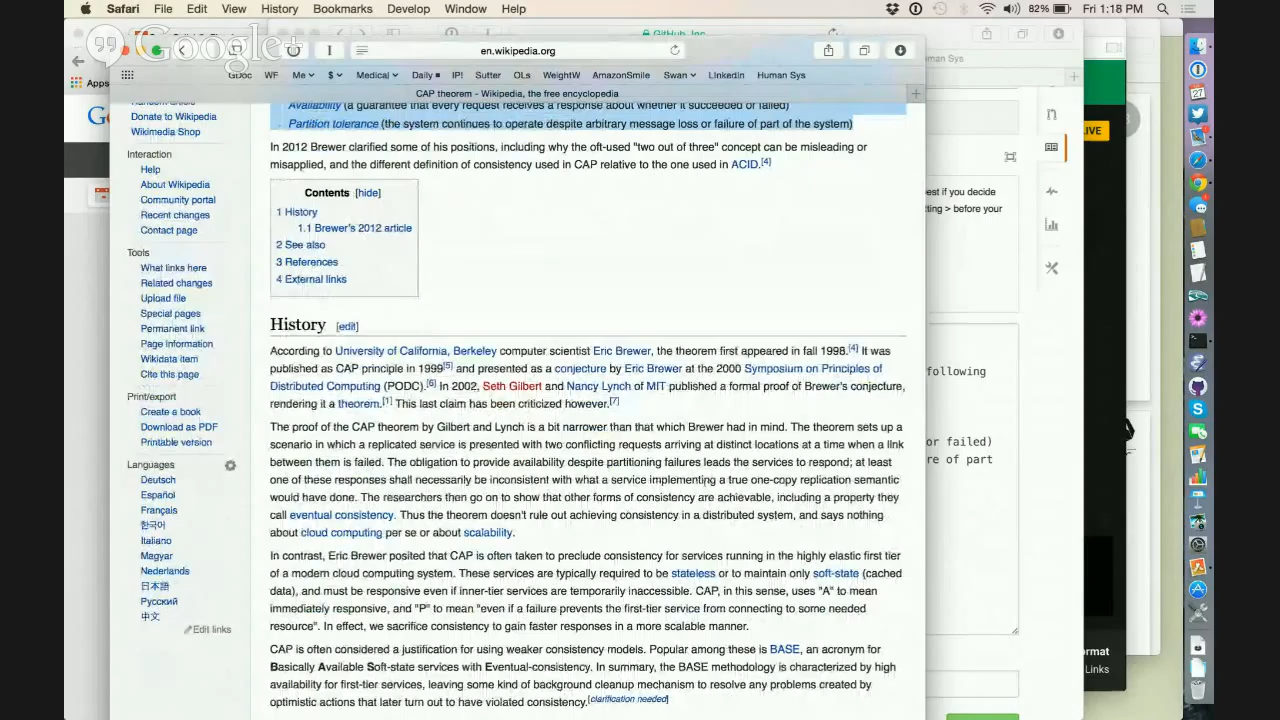 Safari File Edit View History Bookmarks Develop Window Help
82% Fri 1:18 PM
Google+
GitHub, Inc.
en.wikipedia.org
Apps
GDoc WF Me $ Medical Daily IP! Sutter OLs WeightW AmazonSmile Swan LinkedIn Human Sys
Human Sys
CAP theorem - Wikipedia, the free encyclopedia
LIVE
Random article
Donate to Wikipedia
Wikimedia Shop
Interaction
Help
About Wikipedia
Community portal
Recent changes
Contact page
Tools
What links here
Related changes
Upload file
Special pages
Permanent link
Page information
Wikidata item
Cite this page
Print/export
Create a book
Download as PDF
Printable version
Languages
Deutsch
Español
Français
한국어
Italiano
Magyar
Nederlands
日本語
Русский
中文
Edit links
Availability (a guarantee that every request receives a response about whether it succeeded or failed)
Partition tolerance (the system continues to operate despite arbitrary message loss or failure of part of the system)
In 2012 Brewer clarified some of his positions, including why the oft-used "two out of three" concept can be misleading or
misapplied, and the different definition of consistency used in CAP relative to the one used in ACID.[4]
Contents [hide]
1 History
1.1 Brewer's 2012 article
2 See also
3 References
4 External links
History [edit]
According to University of California, Berkeley computer scientist Eric Brewer, the theorem first appeared in fall 1998.[4] It was
published as CAP principle in 1999[5] and presented as a conjecture by Eric Brewer at the 2000 Symposium on Principles of
Distributed Computing (PODC).[6] In 2002, Seth Gilbert and Nancy Lynch of MIT published a formal proof of Brewer's conjecture,
rendering it a theorem.[1] This last claim has been criticized however.[7]
The proof of the CAP theorem by Gilbert and Lynch is a bit narrower than that which Brewer had in mind. The theorem sets up a
scenario in which a replicated service is presented with two conflicting requests arriving at distinct locations at a time when a link
between them is failed. The obligation to provide availability despite partitioning failures leads the services to respond; at least
one of these responses shall necessarily be inconsistent with what a service implementing a true one-copy replication semantic
would have done. The researchers then go on to show that other forms of consistency are achievable, including a property they
call eventual consistency. Thus the theorem doesn't rule out achieving consistency in a distributed system, and says nothing
about cloud computing per se or about scalability.
In contrast, Eric Brewer posited that CAP is often taken to preclude consistency for services running in the highly elastic first tier
of a modern cloud computing system. These services are typically required to be stateless or to maintain only soft-state (cached
data), and must be responsive even if inner-tier services are temporarily inaccessible. CAP, in this sense, uses "A" to mean
immediately responsive, and "P" to mean "even if a failure prevents the first-tier service from connecting to some needed
resource". In effect, we sacrifice consistency to gain faster responses in a more scalable manner.
CAP is often considered a justification for using weaker consistency models. Popular among these is BASE, an acronym for
Basically Available Soft-state services with Eventual-consistency. In summary, the BASE methodology is characterized by high
availability for first-tier services, leaving some kind of background cleanup mechanism to resolve any problems created by
optimistic actions that later turn out to have violated consistency.[clarification needed]
est if you decide
tting > before your
following
or failed)
re of part
ormat
Links